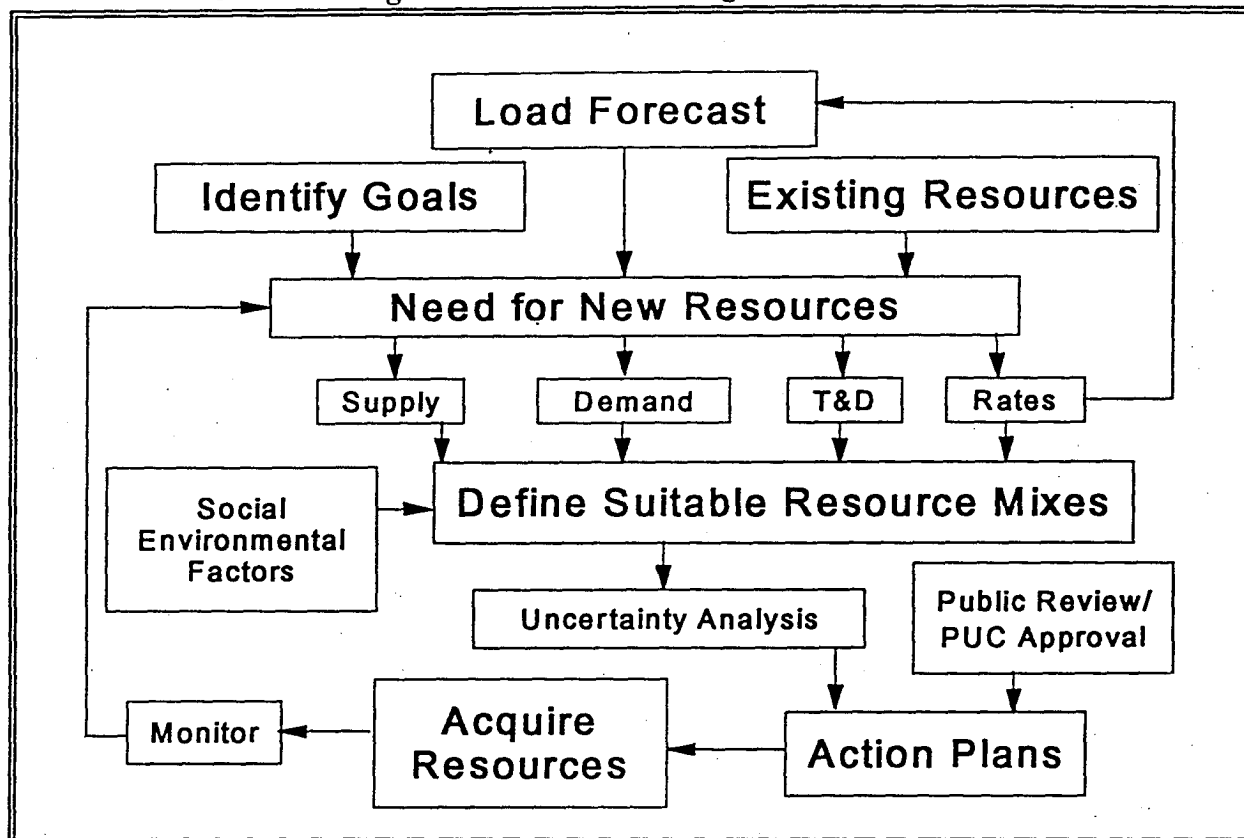 Load Forecast
Identify Goals
Existing Resources
Need for New Resources
Supply
Demand
T&D
Rates
Define Suitable Resource Mixes
Social
Environmental
Factors
Uncertainty Analysis
Public Review/
PUC Approval
Monitor
Acquire
Resources
Action Plans